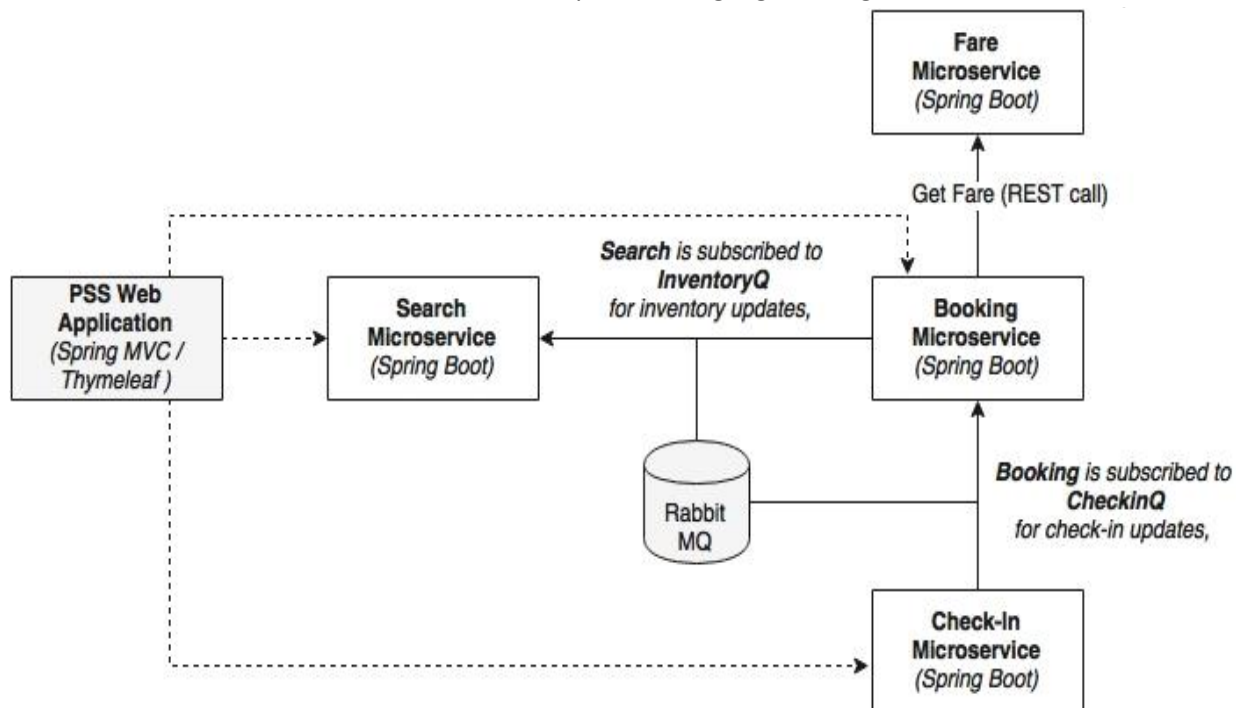 Fare
Microservice
(Spring Boot)
Get Fare (REST call)
Search is subscribed to
InventoryQ
for inventory updates,
PSS Web
Application
(Spring MVC /
Thymeleaf )
Search
Microservice
(Spring Boot)
Booking
Microservice
(Spring Boot)
Rabbit
MQ
Booking is subscribed to
CheckinQ
for check-in updates,
Check-In
Microservice
(Spring Boot)